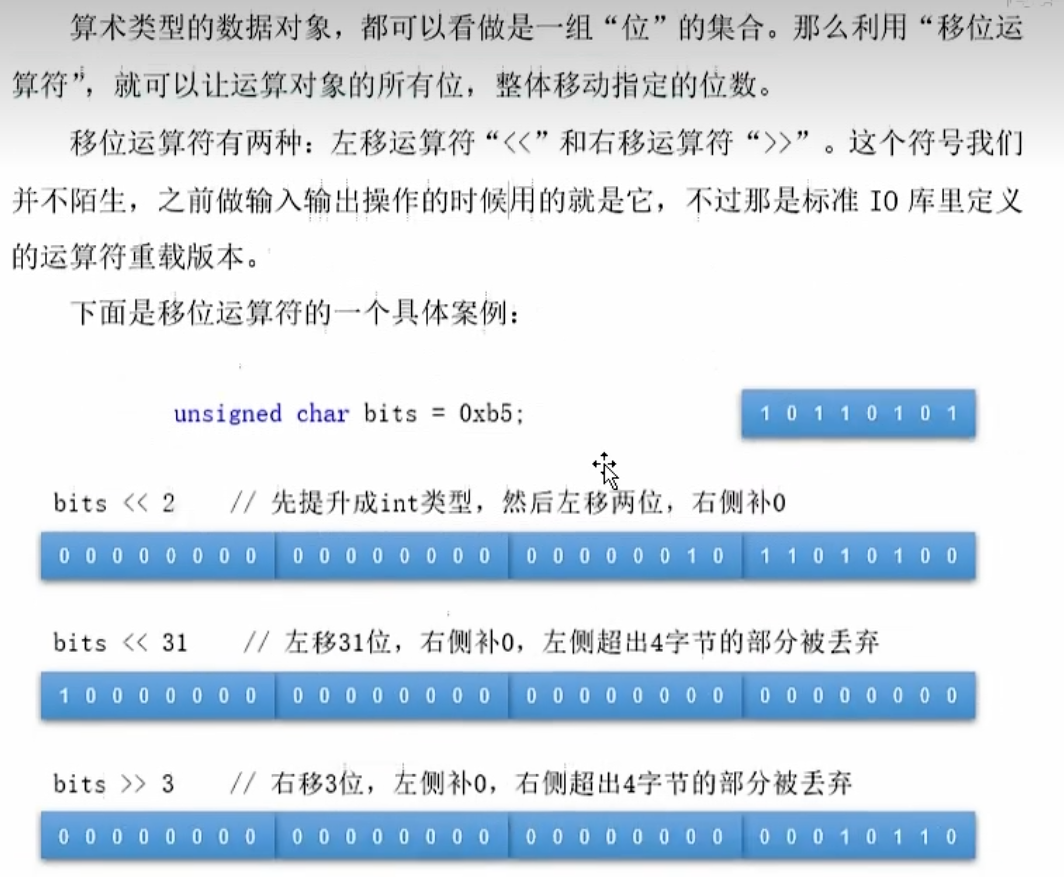 算术类型的数据对象，都可以看做是一组“位”的集合。那么利用“移位运
算符”，就可以让运算对象的所有位，整体移动指定的位数。
移位运算符有两种：左移运算符“<<”和右移运算符“>>”。这个符号我们
并不陌生，之前做输入输出操作的时候用的就是它，不过那是标准 IO 库里定义
的运算符重载版本。
下面是移位运算符的一个具体案例：
unsigned char bits = 0xb5;
1 0 1 1 0 1 0 1
bits << 2 // 先提升成int类型，然后左移两位，右侧补0
0 0 0 0 0 0 0 0 0 0 0 0 0 0 0 0 0 0 0 0 0 0 1 0 1 1 0 1 0 1 0 0
bits << 31 // 左移31位，右侧补0，左侧超出4字节的部分被丢弃
1 0 0 0 0 0 0 0 0 0 0 0 0 0 0 0 0 0 0 0 0 0 0 0 0 0 0 0 0 0 0 0
bits >> 3 // 右移3位，左侧补0，右侧超出4字节的部分被丢弃
0 0 0 0 0 0 0 0 0 0 0 0 0 0 0 0 0 0 0 0 0 0 0 0 0 0 0 1 0 1 1 0